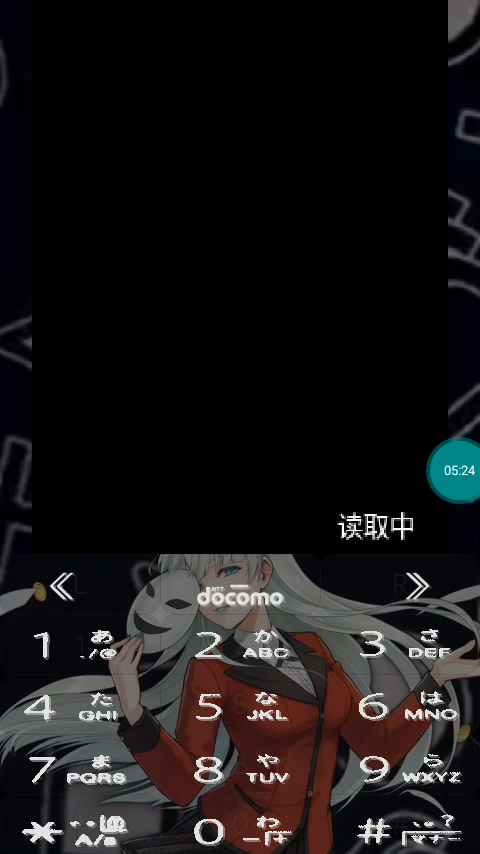 05:24
读取中
NTT
docomo
1 あ ./@
2 か ABC
3 さ DEF
4 た GHI
5 な JKL
6 は MNO
7 ま PQRS
8 や TUV
9 ら WXYZ
* A/a
0 わ
#